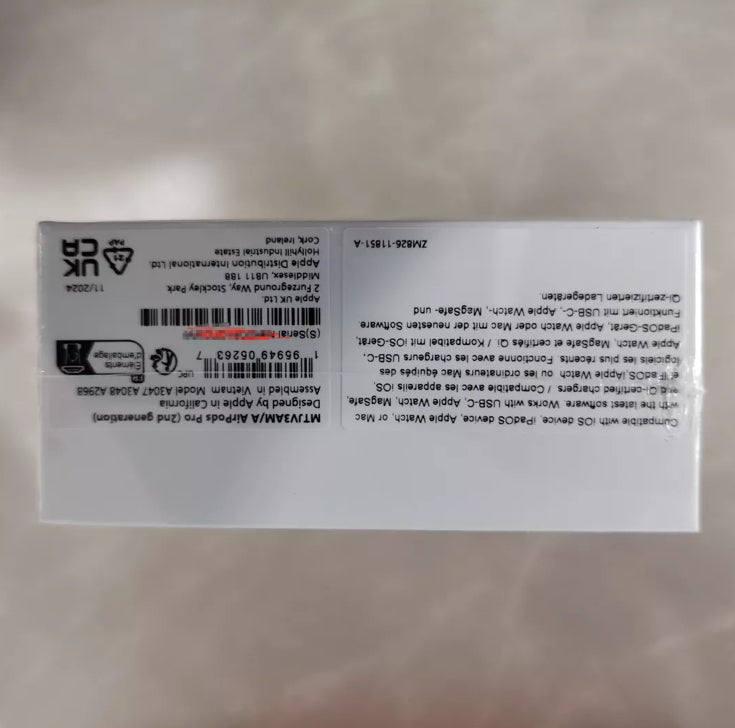 MTJV3AM/A AirPods Pro (2nd generation)
Designed by Apple in California
Assembled in Vietnam Model A3047 A3048 A2968
1 95949 05263 7
UPC
FR
Éléments
d'emballage
(S)Serial
Apple UK Ltd.
2 Furzeground Way, Stockley Park
Middlesex, UB11 1BB
Apple Distribution International Ltd.
Hollyhill Industrial Estate
Cork, Ireland
11/2024
UK
CA
21
PAP
Compatible with iOS device, iPadOS device, Apple Watch, or Mac
with the latest software. Works with USB-C, Apple Watch, MagSafe,
Qi-certified chargers / Compatible avec les appareils iOS,
et iPadOS, Apple Watch ou les ordinateurs Mac équipés des
logiciels les plus récents Fonctionne avec les chargeurs USB-C,
Apple Watch, MagSafe et certifiés Qi / Kompatibel mit iOS-Gerät,
iPadOS-Gerät, Apple Watch oder Mac mit der neuesten Software
Funktioniert mit USB-C-, Apple Watch-, MagSafe- und
Qi-zertifizierten Ladegeräten
ZM826-11851-A